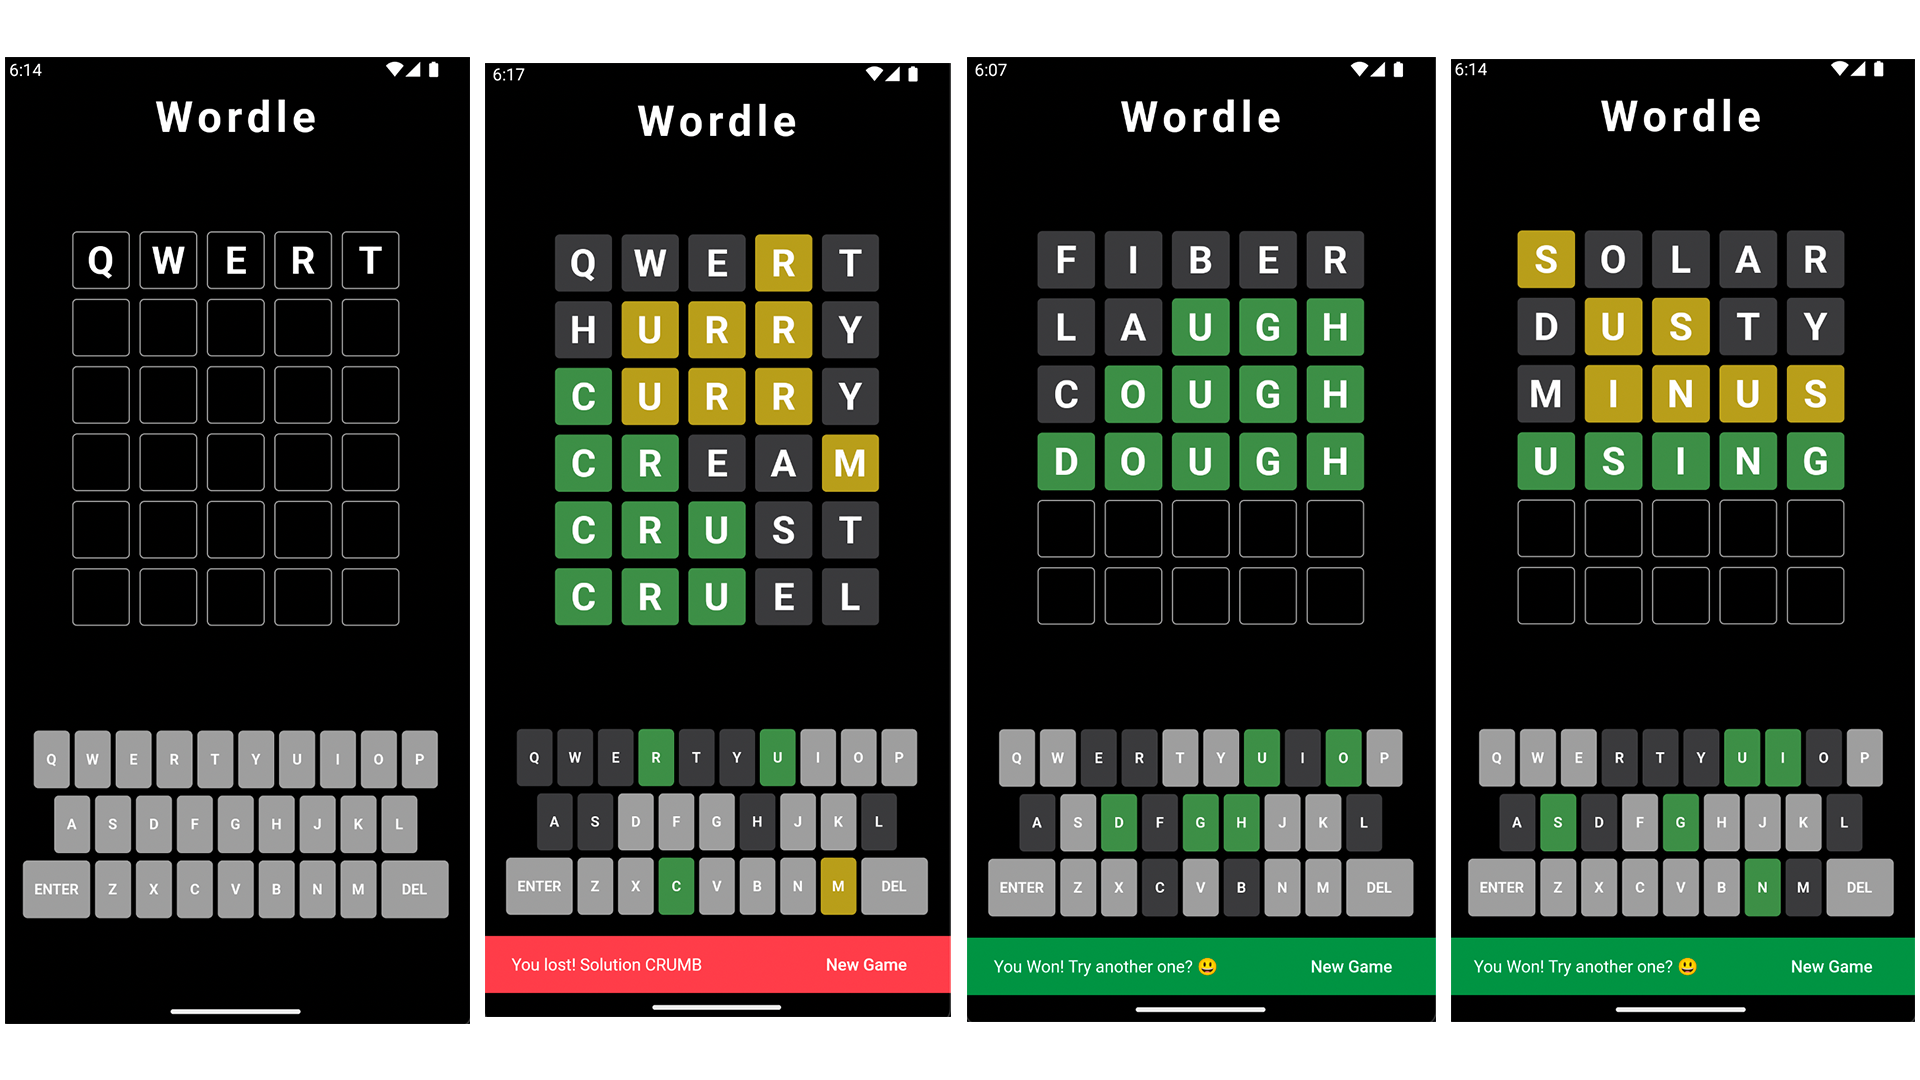 6:14
Wordle
Q W E R T
Q W E R T Y U I O P
A S D F G H J K L
ENTER Z X C V B N M DEL
6:17
Wordle
Q W E R T
H U R R Y
C U R R Y
C R E A M
C R U S T
C R U E L
Q W E R T Y U I O P
A S D F G H J K L
ENTER Z X C V B N M DEL
You lost! Solution CRUMB New Game
6:07
Wordle
F I B E R
L A U G H
C O U G H
D O U G H
Q W E R T Y U I O P
A S D F G H J K L
ENTER Z X C V B N M DEL
You Won! Try another one? 😃 New Game
6:14
Wordle
S O L A R
D U S T Y
M I N U S
U S I N G
Q W E R T Y U I O P
A S D F G H J K L
ENTER Z X C V B N M DEL
You Won! Try another one? 😃 New Game